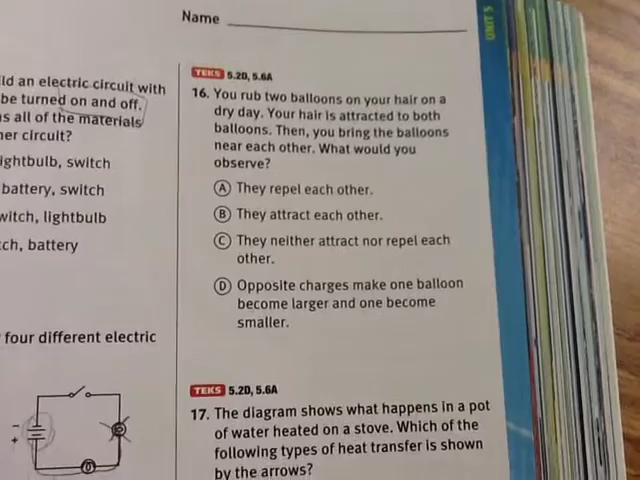 Name
UNIT 5
ld an electric circuit with
be turned on and off.
s all of the materials
er circuit?
ightbulb, switch
battery, switch
witch, lightbulb
ch, battery
four different electric
- +
TEKS 5.2D, 5.6A
16. You rub two balloons on your hair on a
dry day. Your hair is attracted to both
balloons. Then, you bring the balloons
near each other. What would you
observe?
A They repel each other.
B They attract each other.
C They neither attract nor repel each
other.
D Opposite charges make one balloon
become larger and one become
smaller.
TEKS 5.2D, 5.6A
17. The diagram shows what happens in a pot
of water heated on a stove. Which of the
following types of heat transfer is shown
by the arrows?